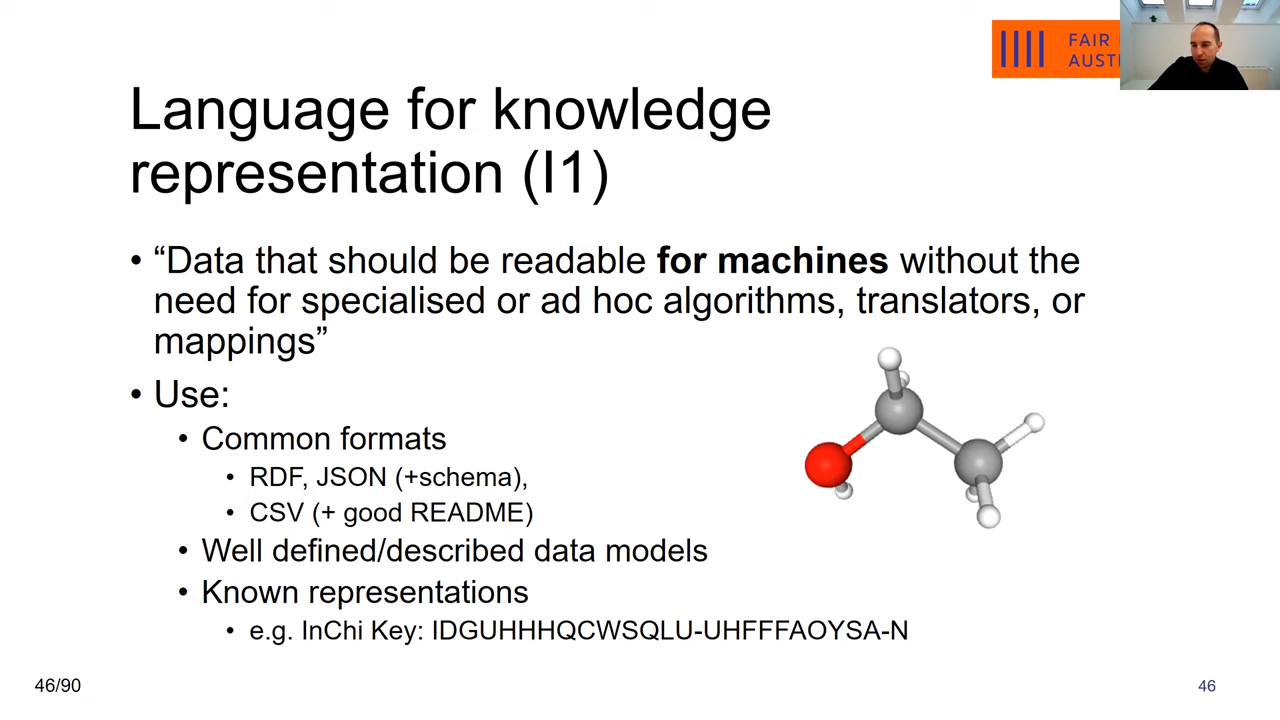 FAIR
AUST
Language for knowledge
representation (I1)
• “Data that should be readable for machines without the
need for specialised or ad hoc algorithms, translators, or
mappings”
• Use:
• Common formats
• RDF, JSON (+schema),
• CSV (+ good README)
• Well defined/described data models
• Known representations
• e.g. InChi Key: IDGUHHHQCWSQLU-UHFFFAOYSA-N
46/90
46